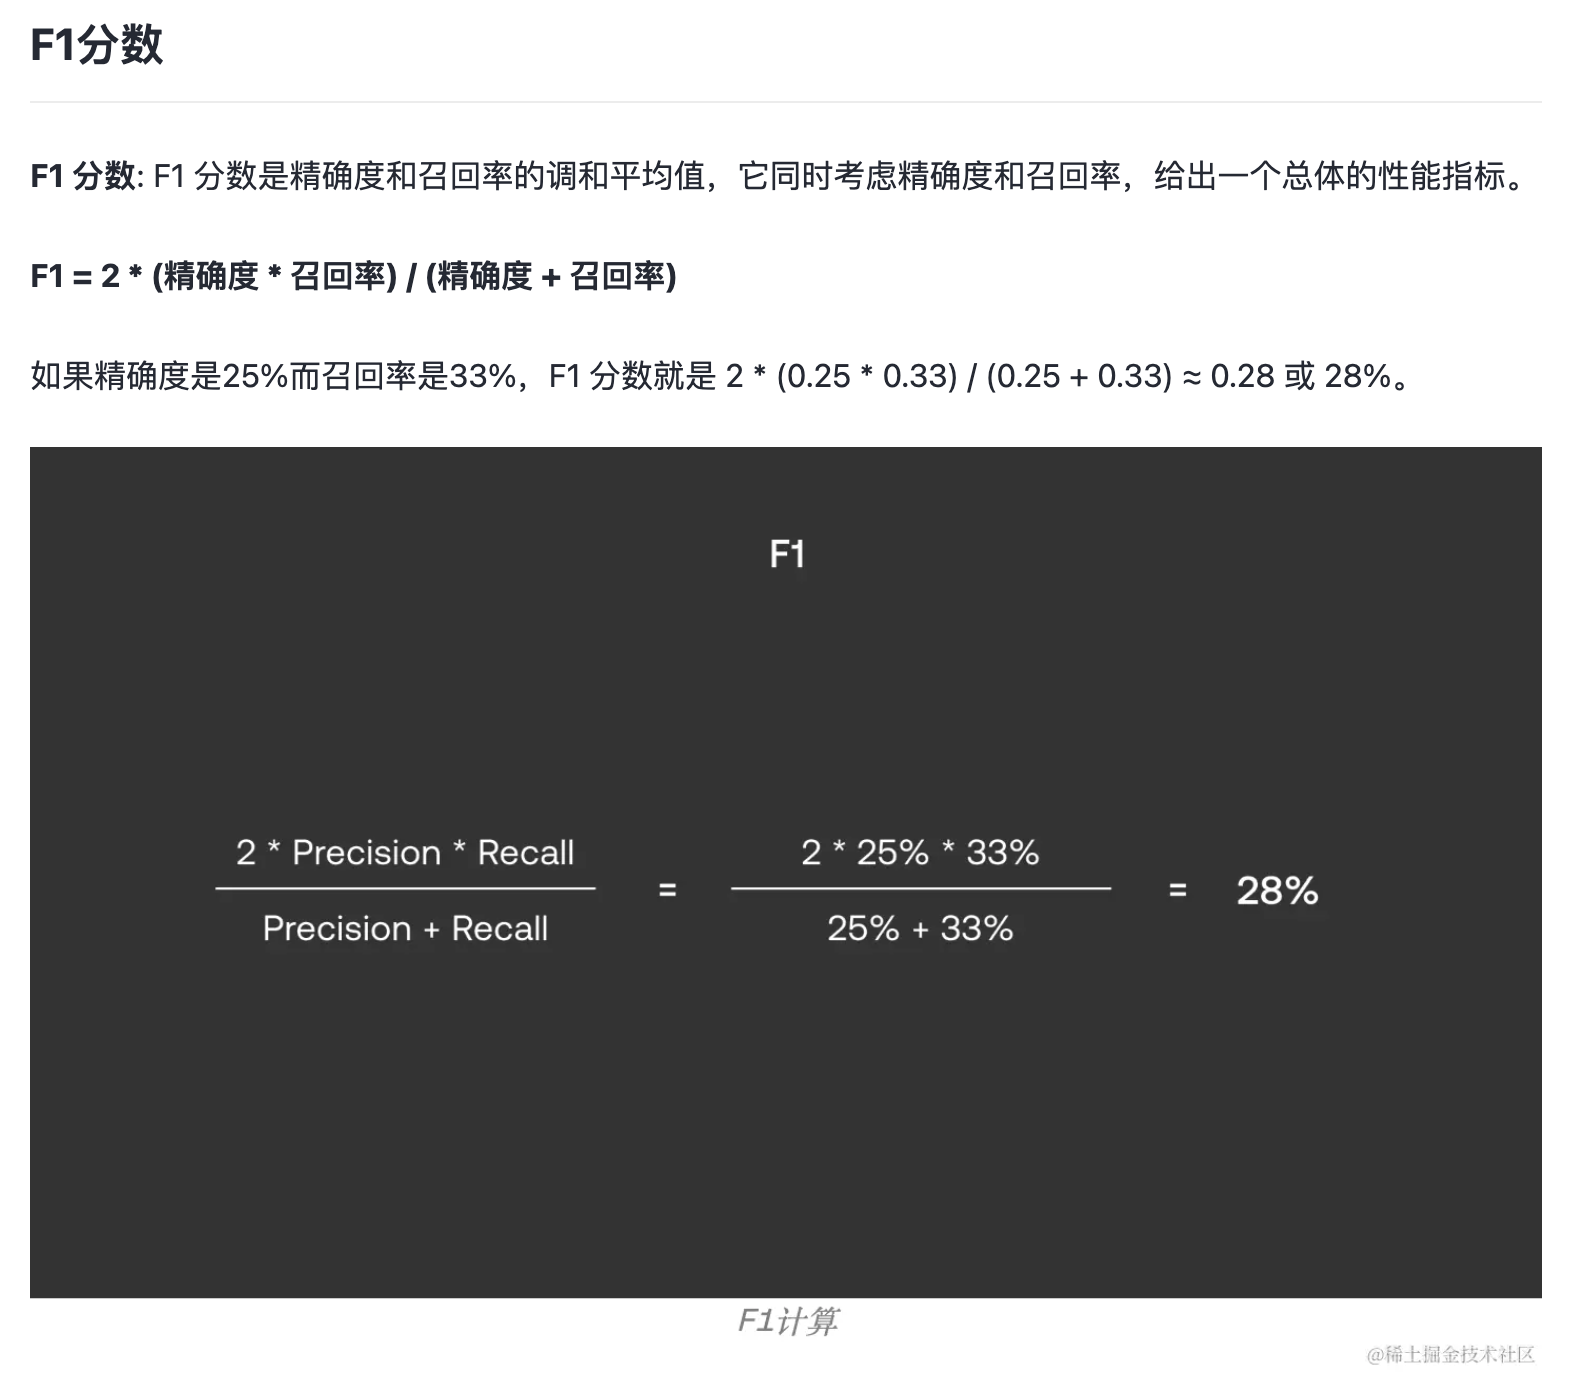 F1分数
F1 分数: F1 分数是精确度和召回率的调和平均值，它同时考虑精确度和召回率，给出一个总体的性能指标。
F1 = 2 * (精确度 * 召回率) / (精确度 + 召回率)
如果精确度是25%而召回率是33%，F1 分数就是 2 * (0.25 * 0.33) / (0.25 + 0.33) ≈ 0.28 或 28%。
F1
2 * Precision * Recall
Precision + Recall
=
2 * 25% * 33%
25% + 33%
=
28%
F1计算
@稀土掘金技术社区